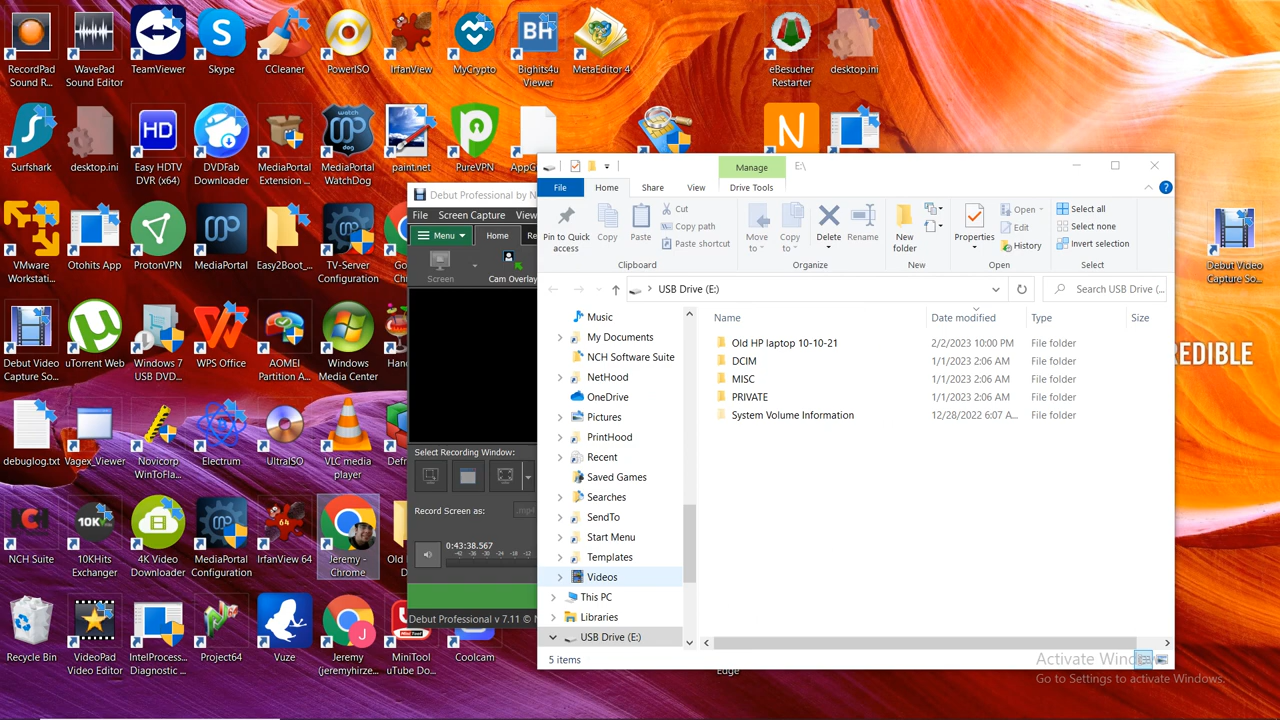 RecordPad
Sound R...
WavePad
Sound Editor
TeamViewer
Skype
CCleaner
PowerISO
IrfanView
MyCrypto
Bighits4u
Viewer
MetaEditor 4
eBesucher
Restarter
desktop.ini
Surfshark
desktop.ini
Easy HDTV
DVR (x64)
DVDFab
Downloader
MediaPortal
Extension ...
MediaPortal
WatchDog
paint.net
PureVPN
VMware
Workstati...
Otohits App
ProtonVPN
MediaPortal
Easy2Boot_...
TV-Server
Configuration
Debut Video
Capture So...
uTorrent Web
Windows 7
USB DVD...
WPS Office
AOMEI
Partition A...
Windows
Media Center
debuglog.txt
Vagex_Viewer
Novicorp
WinToFla...
Electrum
UltraISO
VLC media
player
NCH Suite
10KHits
Exchanger
4K Video
Downloader
MediaPortal
Configuration
IrfanView 64
Jeremy -
Chrome
Recycle Bin
VideoPad
Video Editor
IntelProcess...
Diagnostic ...
Project64
Vuze
Jeremy
(jeremyhirze...
MiniTool
uTube Do...
Coolcam
Edge
Debut Video
Capture So...
REDIBLE
Debut Professional by N
File Screen Capture View
Menu Home Re
Screen Cam Overlay
Select Recording Window:
Record Screen as: .mp4
0:43:38.567
-42 -36 -30 -24 -18 -12
Debut Professional v 7.11 © N
Manage E:\
File Home Share View Drive Tools
Pin to Quick
access
Copy
Paste
Cut
Copy path
Paste shortcut
Move
to
Copy
to
Delete
Rename
New
folder
Properties
Open
Edit
History
Select all
Select none
Invert selection
Clipboard Organize New Open Select
USB Drive (E:)
Search USB Drive (...
Music
My Documents
NCH Software Suite
NetHood
OneDrive
Pictures
PrintHood
Recent
Saved Games
Searches
SendTo
Start Menu
Templates
Videos
This PC
Libraries
USB Drive (E:)
Name Date modified Type Size
Old HP laptop 10-10-21 2/2/2023 10:00 PM File folder
DCIM 1/1/2023 2:06 AM File folder
MISC 1/1/2023 2:06 AM File folder
PRIVATE 1/1/2023 2:06 AM File folder
System Volume Information 12/28/2022 6:07 A... File folder
5 items
Activate Windows
Go to Settings to activate Windows.